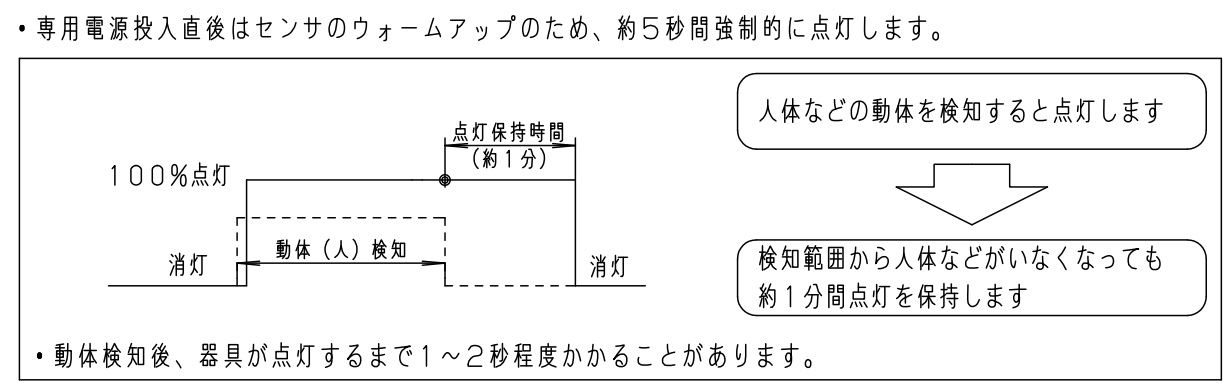 ・専用電源投入直後はセンサのウォームアップのため、約5秒間強制的に点灯します。
点灯保持時間
(約1分)
100%点灯
消灯
動体(人)検知
消灯
人体などの動体を検知すると点灯します
検知範囲から人体などがいなくなっても
約1分間点灯を保持します
・動体検知後、器具が点灯するまで1～2秒程度かかることがあります。